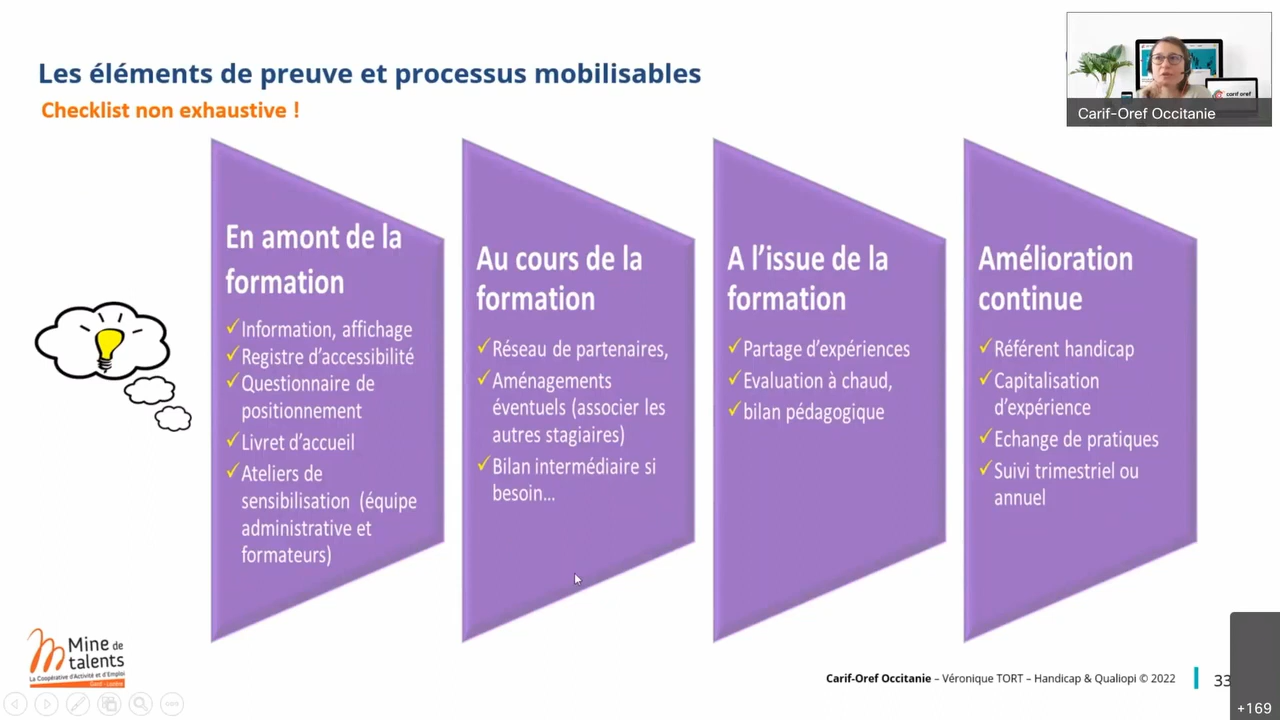 Les éléments de preuve et processus mobilisables
Checklist non exhaustive !
Carif-Oref Occitanie
En amont de la
formation
✓Information, affichage
✓Registre d'accessibilité
✓Questionnaire de
positionnement
✓Livret d'accueil
✓Ateliers de
sensibilisation (équipe
administrative et
formateurs)
Au cours de la
formation
✓Réseau de partenaires,
✓Aménagements
éventuels (associer les
autres stagiaires)
✓Bilan intermédiaire si
besoin...
A l'issue de la
formation
✓Partage d'expériences
✓Evaluation à chaud,
✓bilan pédagogique
Amélioration
continue
✓Référent handicap
✓Capitalisation
d'expérience
✓Echange de pratiques
✓Suivi trimestriel ou
annuel
Mine de
talents
La Coopérative d'Activité et d'Emploi
Gard - Lozère
Carif-Oref Occitanie – Véronique TORT – Handicap & Qualiopi © 2022
33
+169